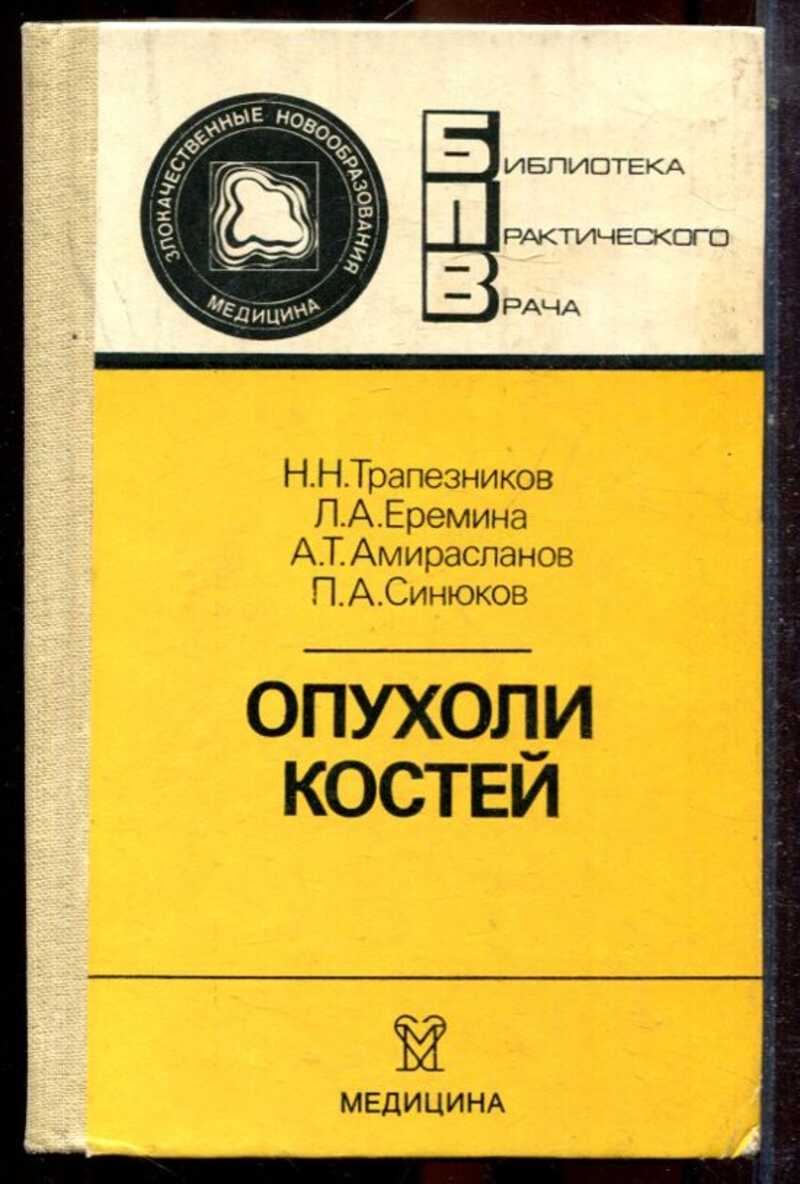 ЗЛОКАЧЕСТВЕННЫЕ НОВООБРАЗОВАНИЯ
МЕДИЦИНА
БИБЛИОТЕКА
ПРАКТИЧЕСКОГО
ВРАЧА
Н.Н.Трапезников
Л.А.Еремина
А.Т.Амирасланов
П.А.Синюков
ОПУХОЛИ
КОСТЕЙ
МЕДИЦИНА